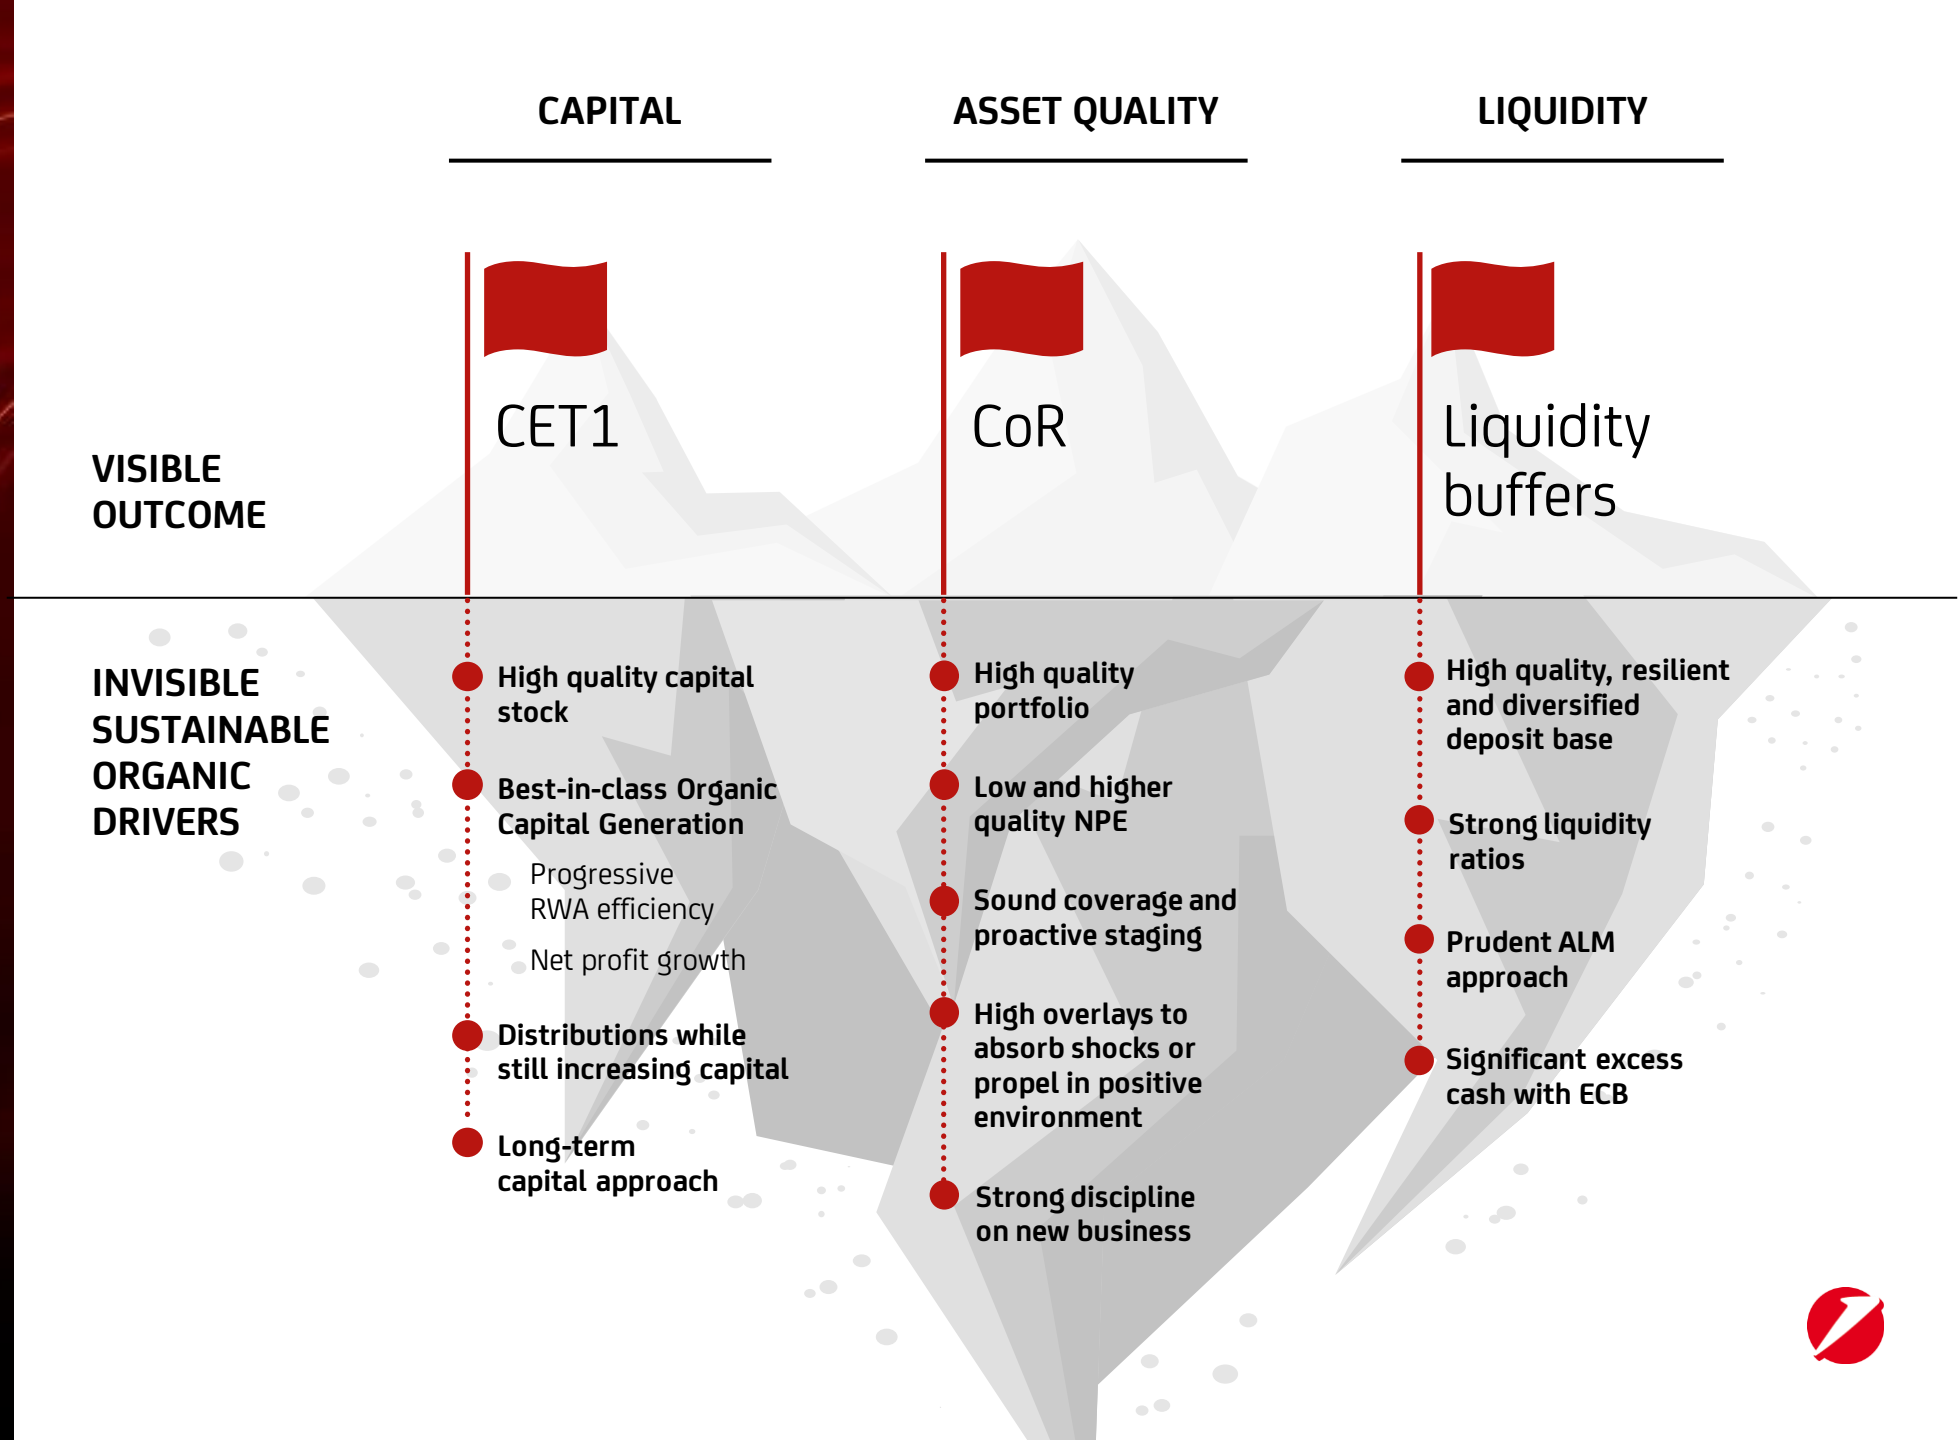 CAPITAL
ASSET QUALITY
LIQUIDITY
VISIBLE
OUTCOME
CET1
CoR
Liquidity
buffers
INVISIBLE
SUSTAINABLE
ORGANIC
DRIVERS
High quality capital
stock
Best-in-class Organic
Capital Generation
Progressive
RWA efficiency
Net profit growth
Distributions while
still increasing capital
Long-term
capital approach
High quality
portfolio
Low and higher
quality NPE
Sound coverage and
proactive staging
High overlays to
absorb shocks or
propel in positive
environment
Strong discipline
on new business
High quality, resilient
and diversified
deposit base
Strong liquidity
ratios
Prudent ALM
approach
Significant excess
cash with ECB